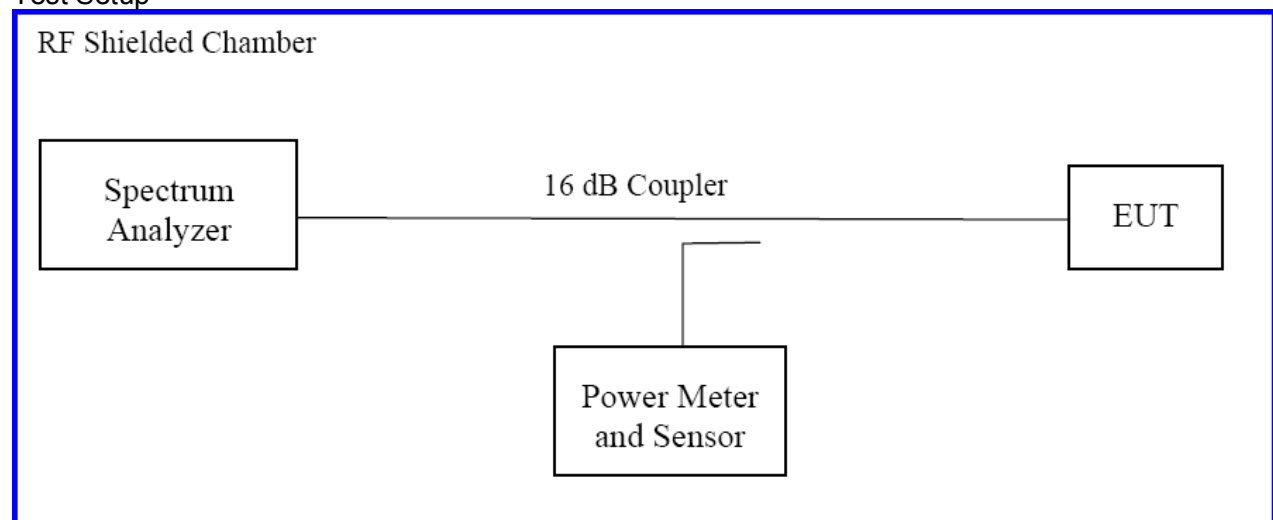 Test Setup
RF Shielded Chamber
Spectrum
Analyzer
16 dB Coupler
EUT
Power Meter
and Sensor